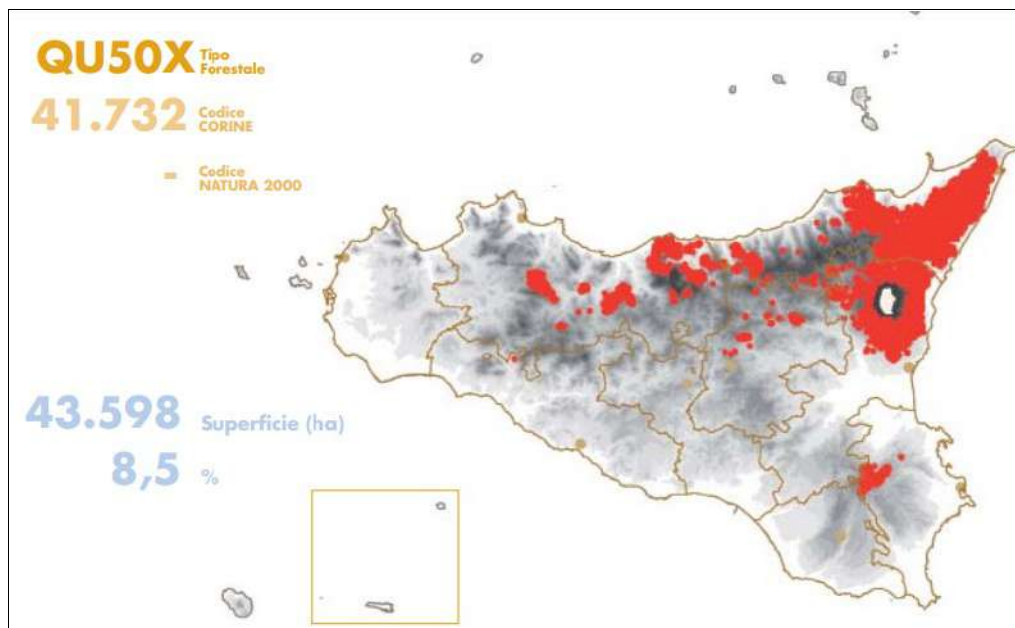 QU50X Tipo Forestale
41.732 Codice CORINE
- Codice NATURA 2000
43.598 Superficie (ha)
8,5 %